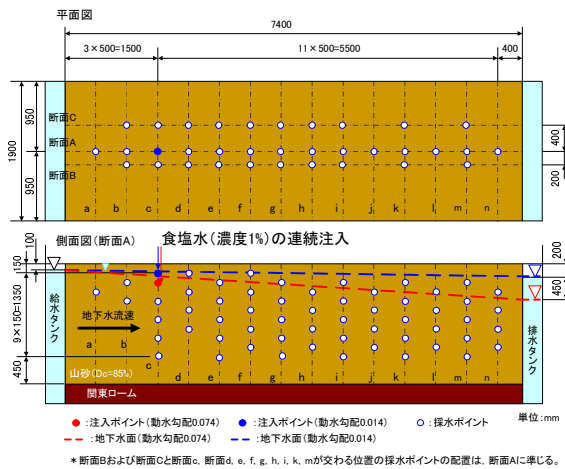 平面図
7400
3×500=1500
11×500=5500
400
1900
950
950
断面C
断面A
断面B
400
200
a b c d e f g h i j k l m n
側面図(断面A)
食塩水(濃度1%)の連続注入
100
150
9×150=1350
450
200
450
給水タンク
排水タンク
地下水流速
a b c d e f g h i j k l m n
山砂(Dc=85%)
関東ローム
単位:mm
●:注入ポイント(動水勾配0.074) ●:注入ポイント(動水勾配0.014) ○:採水ポイント
:地下水面(動水勾配0.074) :地下水面(動水勾配0.014)
*断面Bおよび断面Cと断面c, 断面d, e, f, g, h, i, k, mが交わる位置の採水ポイントの配置は, 断面Aに準じる。